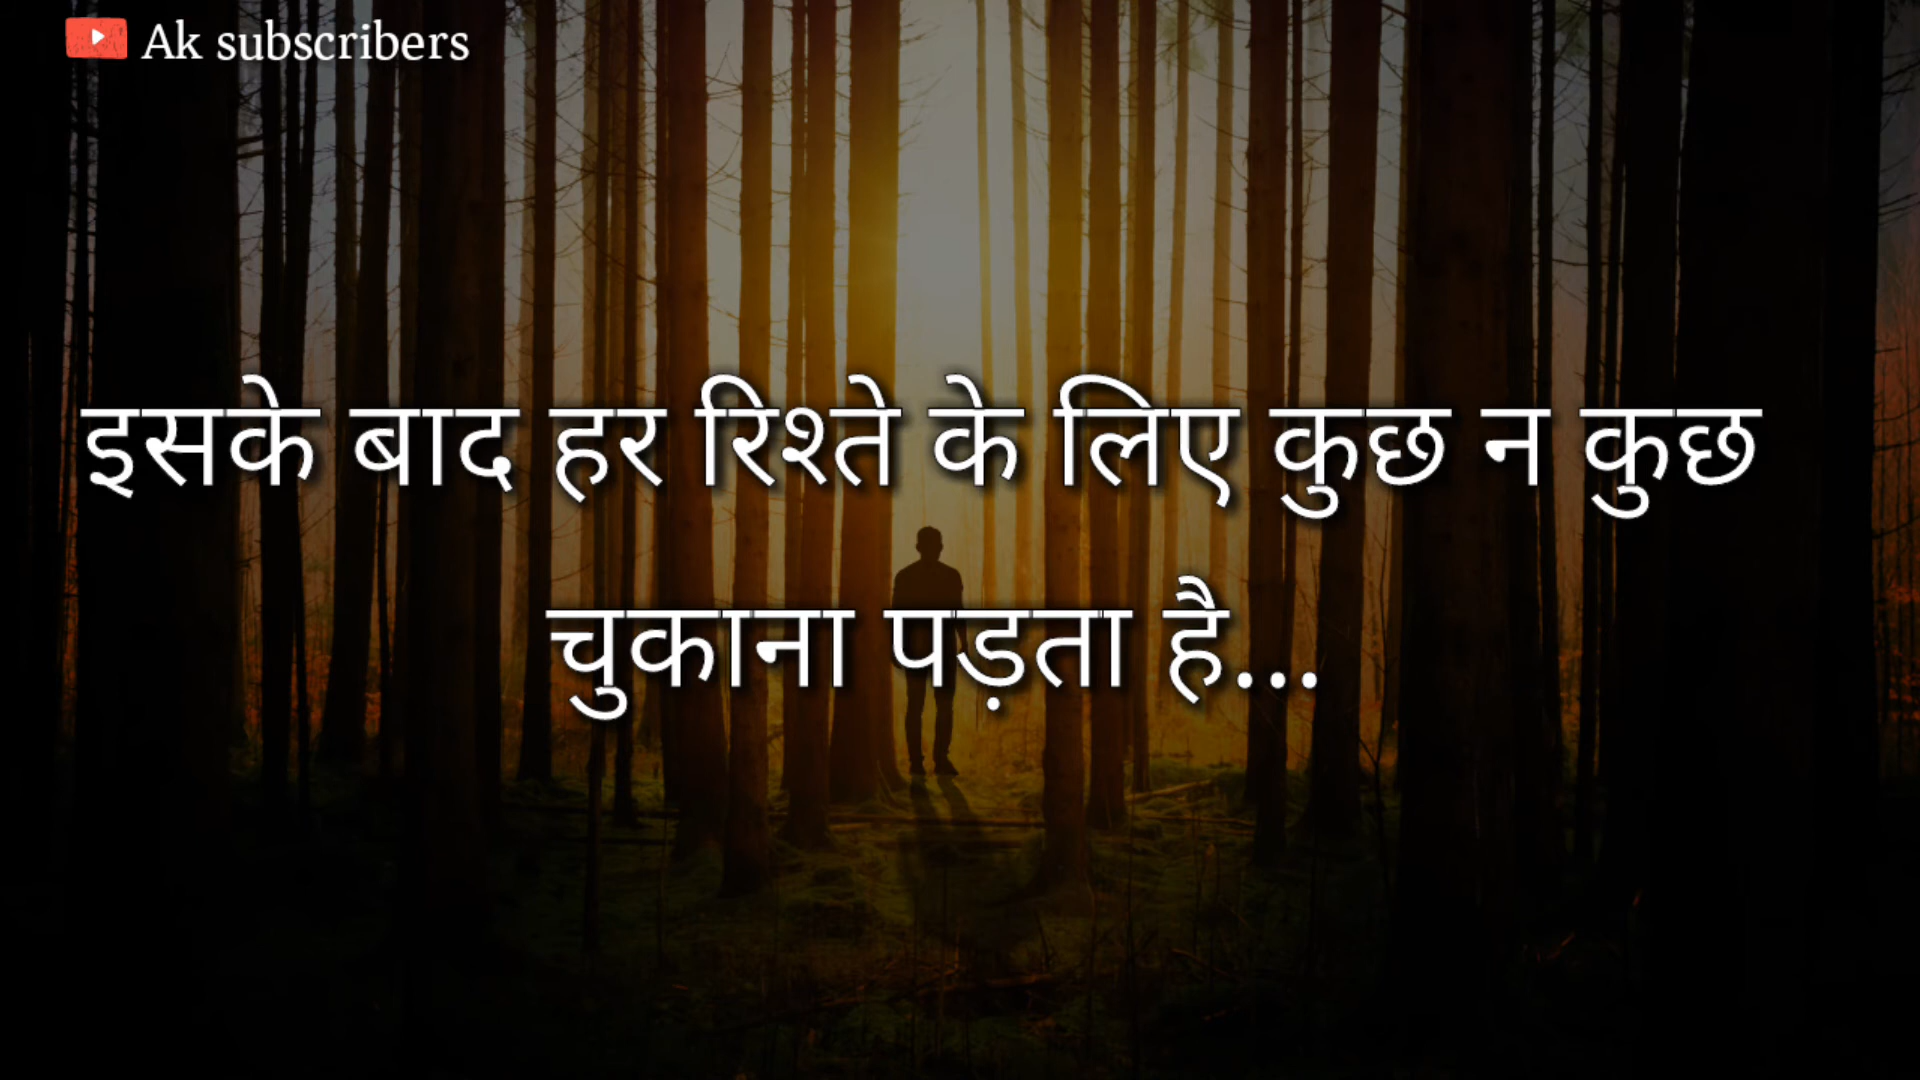 Ak subscribers
इसके बाद हर रिश्ते के लिए कुछ न कुछ
चुकाना पड़ता है...